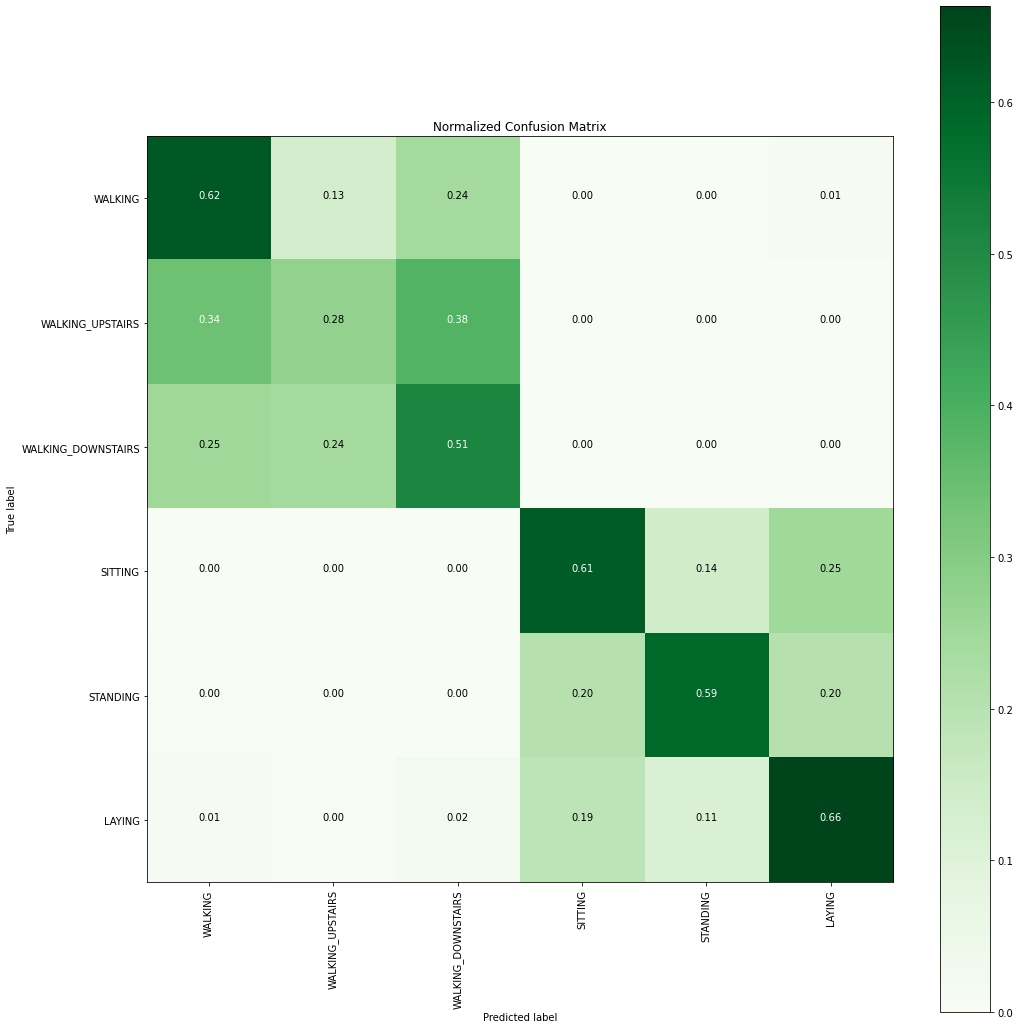 Normalized Confusion Matrix
True label
WALKING 0.62 0.13 0.24 0.00 0.00 0.01
WALKING_UPSTAIRS 0.34 0.28 0.38 0.00 0.00 0.00
WALKING_DOWNSTAIRS 0.25 0.24 0.51 0.00 0.00 0.00
SITTING 0.00 0.00 0.00 0.61 0.14 0.25
STANDING 0.00 0.00 0.00 0.20 0.59 0.20
LAYING 0.01 0.00 0.02 0.19 0.11 0.66
WALKING
WALKING_UPSTAIRS
WALKING_DOWNSTAIRS
SITTING
STANDING
LAYING
Predicted label
0.6
0.5
0.4
0.3
0.2
0.1
0.0